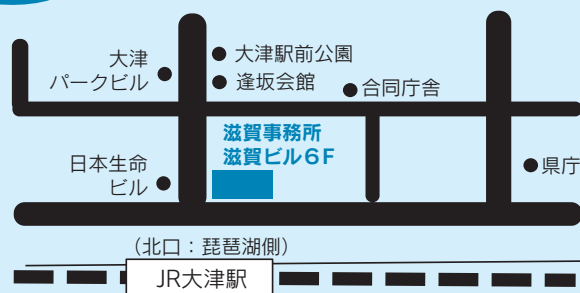 大津
パークビル
大津駅前公園
逢坂会館
合同庁舎
滋賀事務所
滋賀ビル6F
日本生命
ビル
県庁
（北口：琵琶湖側）
JR大津駅